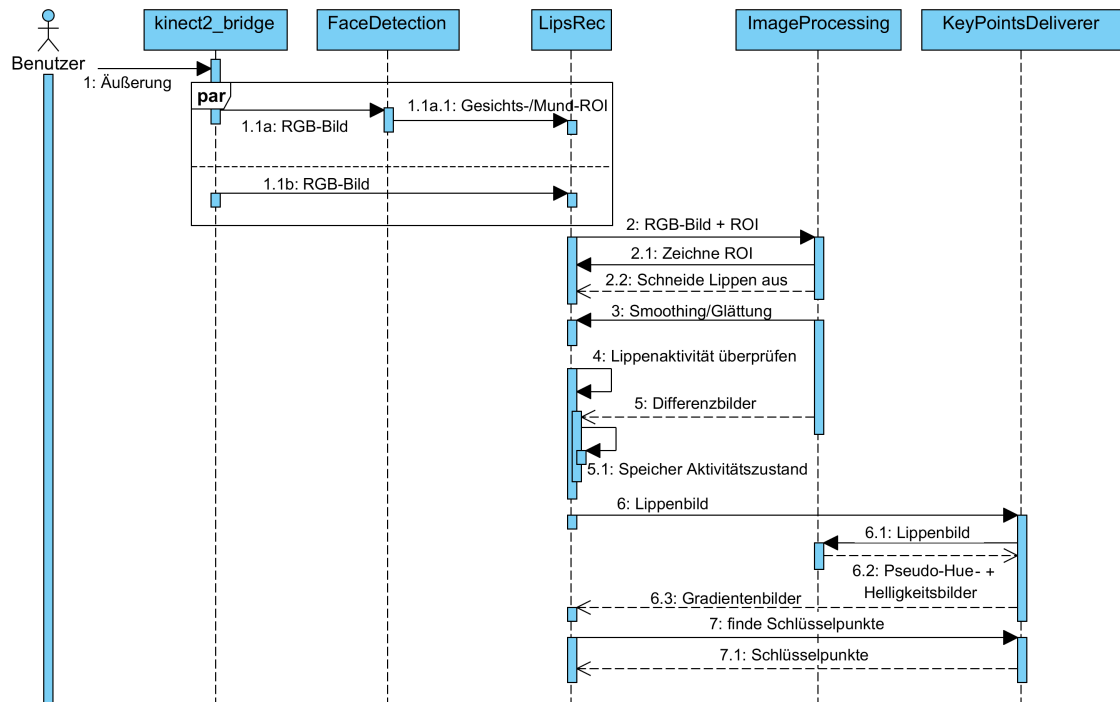 kinect2_bridge
FaceDetection
LipsRec
ImageProcessing
KeyPointsDeliverer
Benutzer
1: Äußerung
par
1.1a: RGB-Bild
1.1a.1: Gesichts-/Mund-ROI
1.1b: RGB-Bild
2: RGB-Bild + ROI
2.1: Zeichne ROI
2.2: Schneide Lippen aus
3: Smoothing/Glättung
4: Lippenaktivität überprüfen
5: Differenzbilder
5.1: Speicher Aktivitätszustand
6: Lippenbild
6.1: Lippenbild
6.2: Pseudo-Hue- +
Helligkeitsbilder
6.3: Gradientenbilder
7: finde Schlüsselpunkte
7.1: Schlüsselpunkte